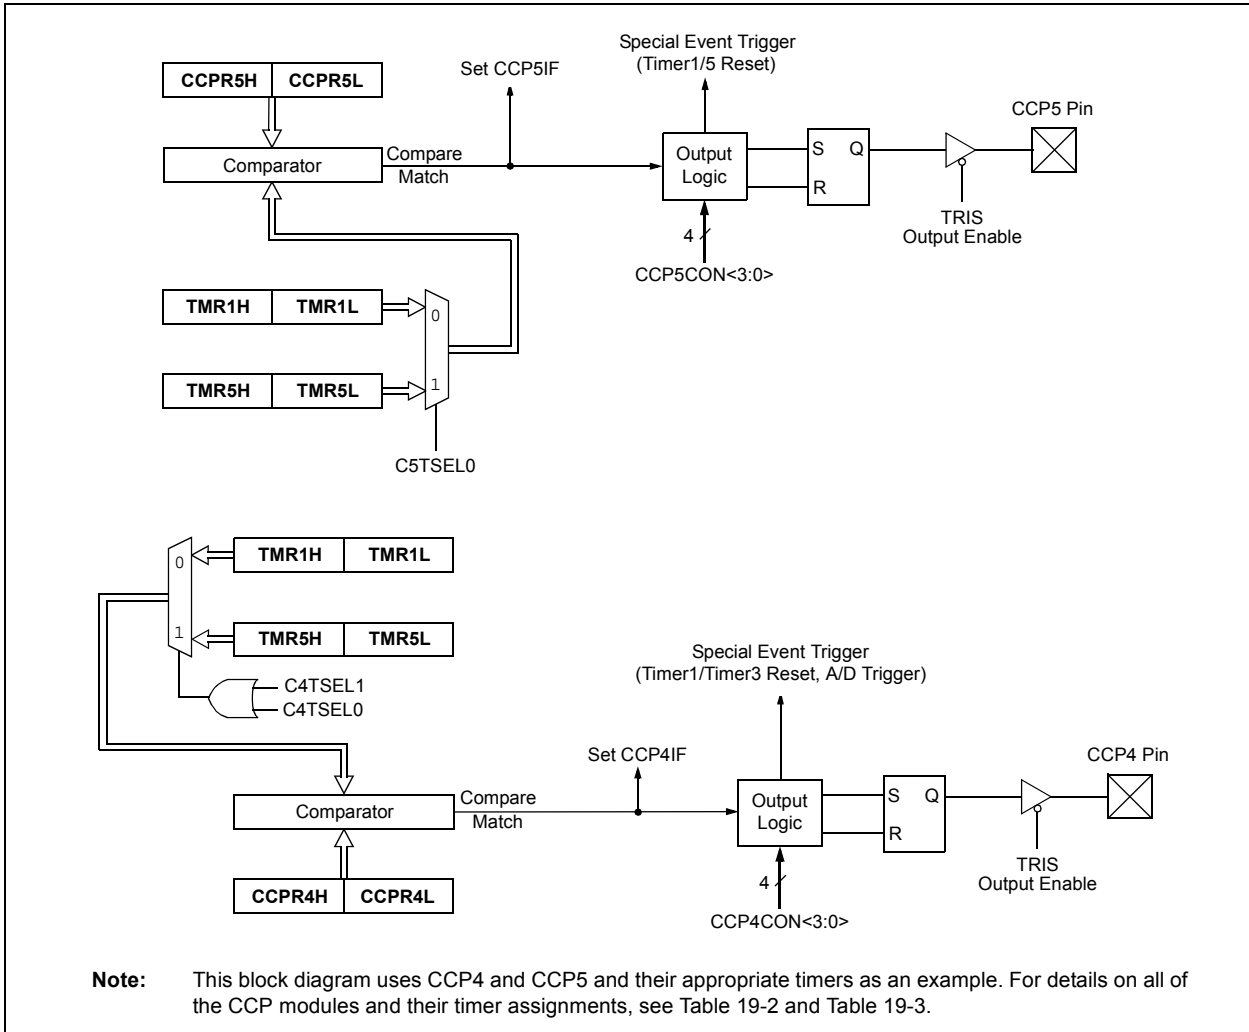 Special Event Trigger
(Timer1/5 Reset)
Set CCP5IF
CCPR5H CCPR5L
CCP5 Pin
Comparator
Compare
Match
Output
Logic
S Q
R
TRIS
Output Enable
4
CCP5CON<3:0>
TMR1H TMR1L
0
TMR5H TMR5L
1
C5TSEL0
0
TMR1H TMR1L
1
TMR5H TMR5L
C4TSEL1
C4TSEL0
Special Event Trigger
(Timer1/Timer3 Reset, A/D Trigger)
Set CCP4IF
CCP4 Pin
Comparator
Compare
Match
Output
Logic
S Q
R
TRIS
Output Enable
CCPR4H CCPR4L
4
CCP4CON<3:0>
Note: This block diagram uses CCP4 and CCP5 and their appropriate timers as an example. For details on all of
the CCP modules and their timer assignments, see Table 19-2 and Table 19-3.